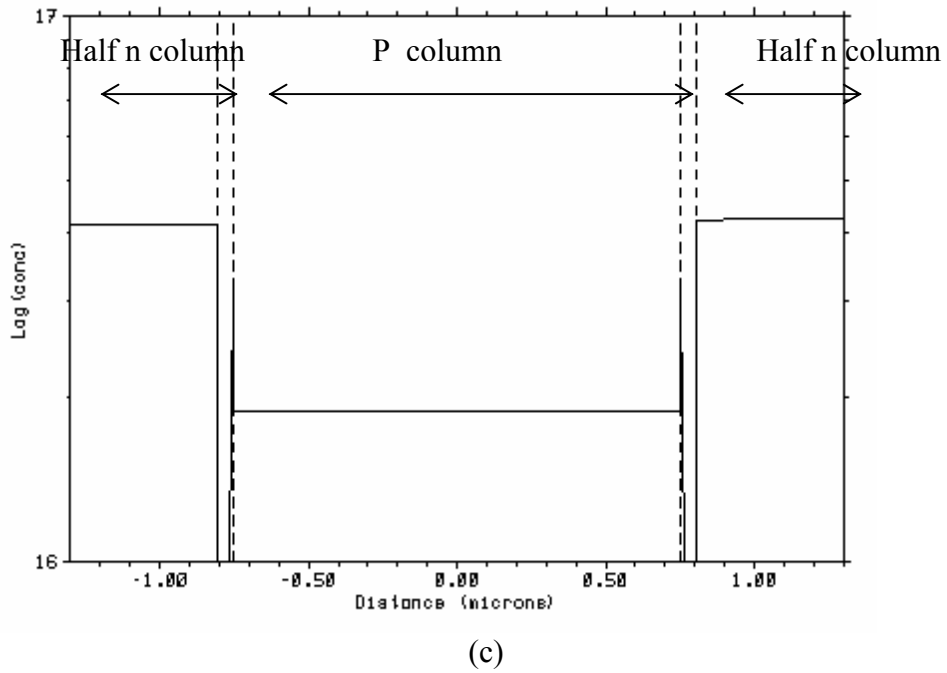 17
Half n column P column Half n column
Log(conc)
16
-1.00 -0.50 0.00 0.50 1.00
Distance (microns)
(c)